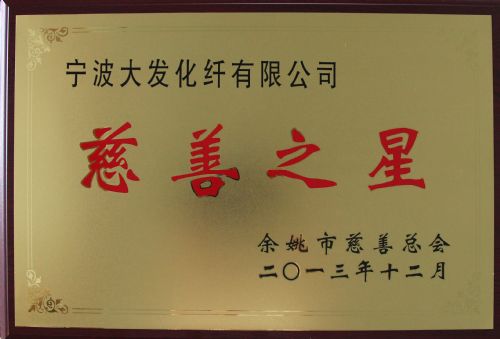 宁波大发化纤有限公司
慈善之星
余姚市慈善总会
二〇一三年十二月